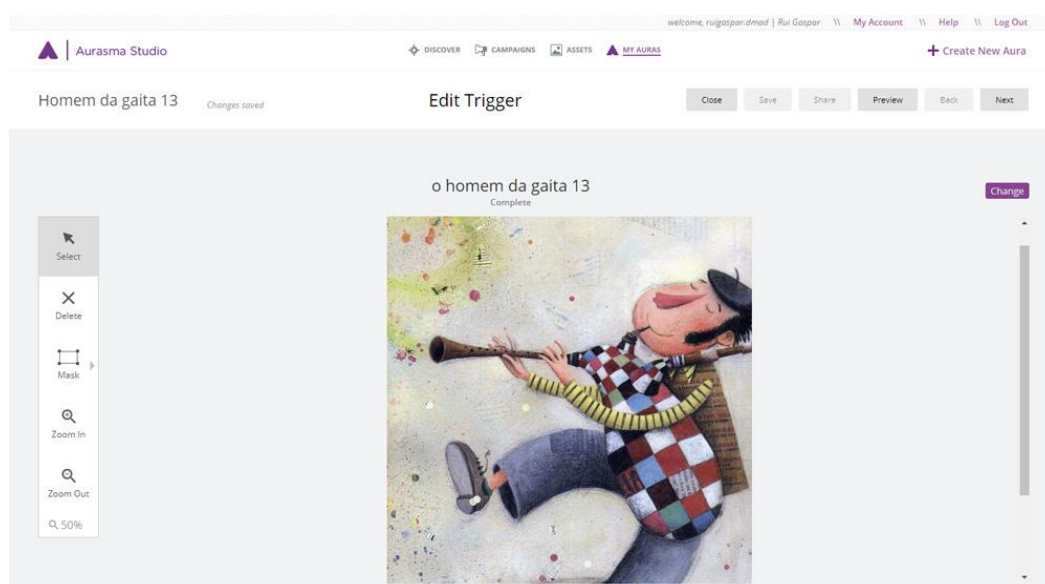 welcome, ruigaspar.dmad | Rui Gaspar \\ My Account \\ Help \\ Log Out
Aurasma Studio DISCOVER CAMPAIGNS ASSETS MY AURAS + Create New Aura
Homem da gaita 13 Changes saved Edit Trigger Close Save Share Preview Back Next
o homem da gaita 13
Complete
Change
Select
Delete
Mask
Zoom In
Zoom Out
50%